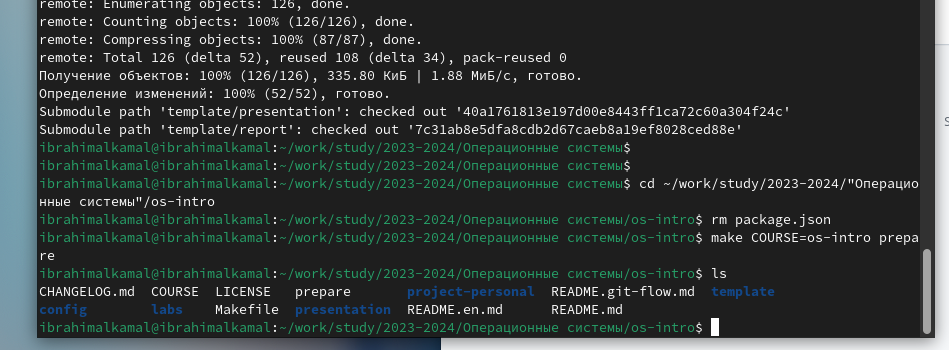 remote: Enumerating objects: 126, done.
remote: Counting objects: 100% (126/126), done.
remote: Compressing objects: 100% (87/87), done.
remote: Total 126 (delta 52), reused 108 (delta 34), pack-reused 0
Получение объектов: 100% (126/126), 335.80 КиБ | 1.88 МиБ/с, готово.
Определение изменений: 100% (52/52), готово.
Submodule path 'template/presentation': checked out '40a1761813e197d00e8443ff1ca72c60a304f24c'
Submodule path 'template/report': checked out '7c31ab8e5dfa8cdb2d67caeb8a19ef8028ced88e'
ibrahimalkamal@ibrahimalkamal:~/work/study/2023-2024/Операционные системы$
ibrahimalkamal@ibrahimalkamal:~/work/study/2023-2024/Операционные системы$
ibrahimalkamal@ibrahimalkamal:~/work/study/2023-2024/Операционные системы$ cd ~/work/study/2023-2024/"Операцио
нные системы"/os-intro
ibrahimalkamal@ibrahimalkamal:~/work/study/2023-2024/Операционные системы/os-intro$ rm package.json
ibrahimalkamal@ibrahimalkamal:~/work/study/2023-2024/Операционные системы/os-intro$ make COURSE=os-intro prepa
re
ibrahimalkamal@ibrahimalkamal:~/work/study/2023-2024/Операционные системы/os-intro$ ls
CHANGELOG.md COURSE LICENSE prepare project-personal README.git-flow.md template
config labs Makefile presentation README.en.md README.md
ibrahimalkamal@ibrahimalkamal:~/work/study/2023-2024/Операционные системы/os-intro$